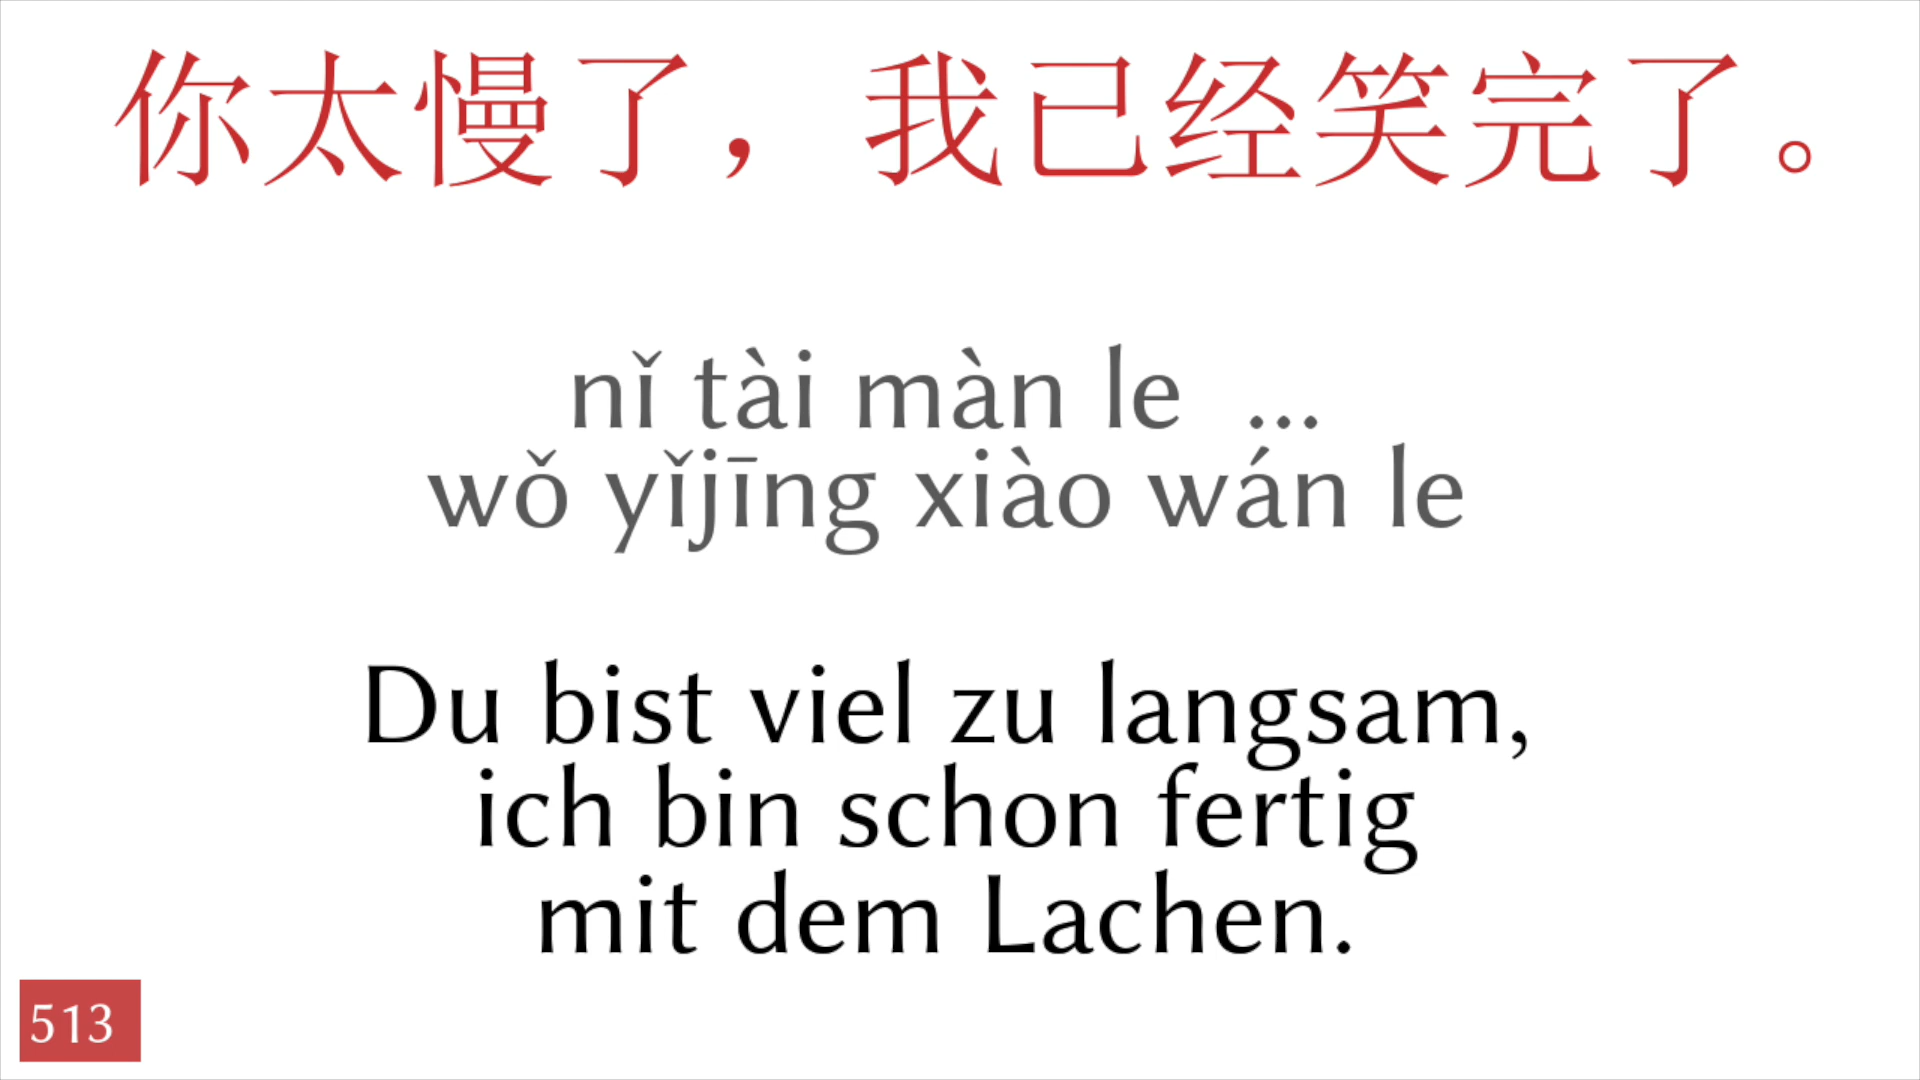 你太慢了，我已经笑完了。
nǐ tài màn le ...
wǒ yǐjīng xiào wán le
Du bist viel zu langsam,
ich bin schon fertig
mit dem Lachen.
513